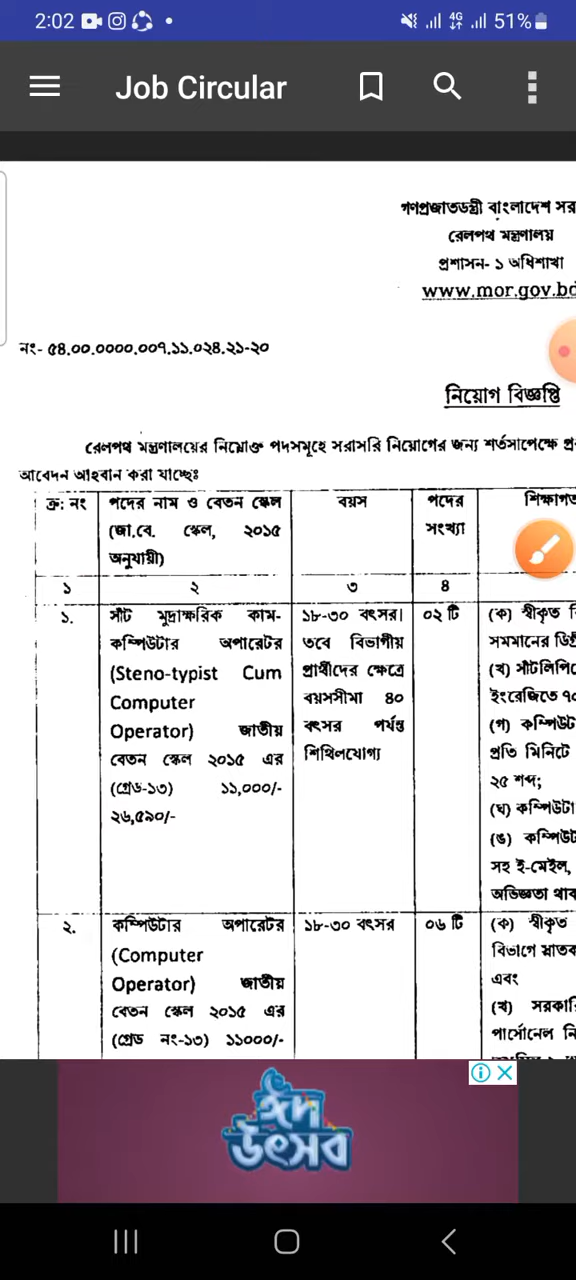 2:02
4G
51%
Job Circular
গণপ্রজাতন্ত্রী বাংলাদেশ সর
রেলপথ মন্ত্রণালয়
প্রশাসন- ১ অধিশাখা
www.mor.gov.bd
নং- ৫৪.০০.০০০০.০০৭.১১.০২৪.২১-২০
নিয়োগ বিজ্ঞপ্তি
রেলপথ মন্ত্রণালয়ের নিম্নোক্ত পদসমূহে সরাসরি নিয়োগের জন্য শর্তসাপেক্ষে প্র
আবেদন আহবান করা যাচ্ছেঃ
ক্র: নং
পদের নাম ও বেতন স্কেল
(জা.বে. স্কেল, ২০১৫
অনুযায়ী)
বয়স
পদের
সংখ্যা
শিক্ষাগত
১
২
৩
৪
১.
সাঁট মুদ্রাক্ষরিক কাম-
কম্পিউটার অপারেটর
(Steno-typist Cum
Computer
Operator) জাতীয়
বেতন স্কেল ২০১৫ এর
(গ্রেড-১৩) ১১,০০০/-
২৬,৫৯০/-
১৮-৩০ বৎসর।
তবে বিভাগীয়
প্রার্থীদের ক্ষেত্রে
বয়সসীমা ৪০
বৎসর পর্যন্ত
শিথিলযোগ্য
০২ টি
(ক) স্বীকৃত বি
সমমানের ডিগ্রী
(খ) সাঁটলিপিতে
ইংরেজিতে ৭০
(গ) কম্পিউটা
প্রতি মিনিটে
২৫ শব্দ;
(ঘ) কম্পিউটা
(ঙ) কম্পিউট
সহ ই-মেইল,
অভিজ্ঞতা থাক
২.
কম্পিউটার অপারেটর
(Computer
Operator) জাতীয়
বেতন স্কেল ২০১৫ এর
(গ্রেড নং-১৩) ১১০০০/-
১৮-৩০ বৎসর
০৬ টি
(ক) স্বীকৃত
বিভাগে স্নাতক
এবং
(খ) সরকারি
পার্সোনেল নি
ঈদ
উৎসব